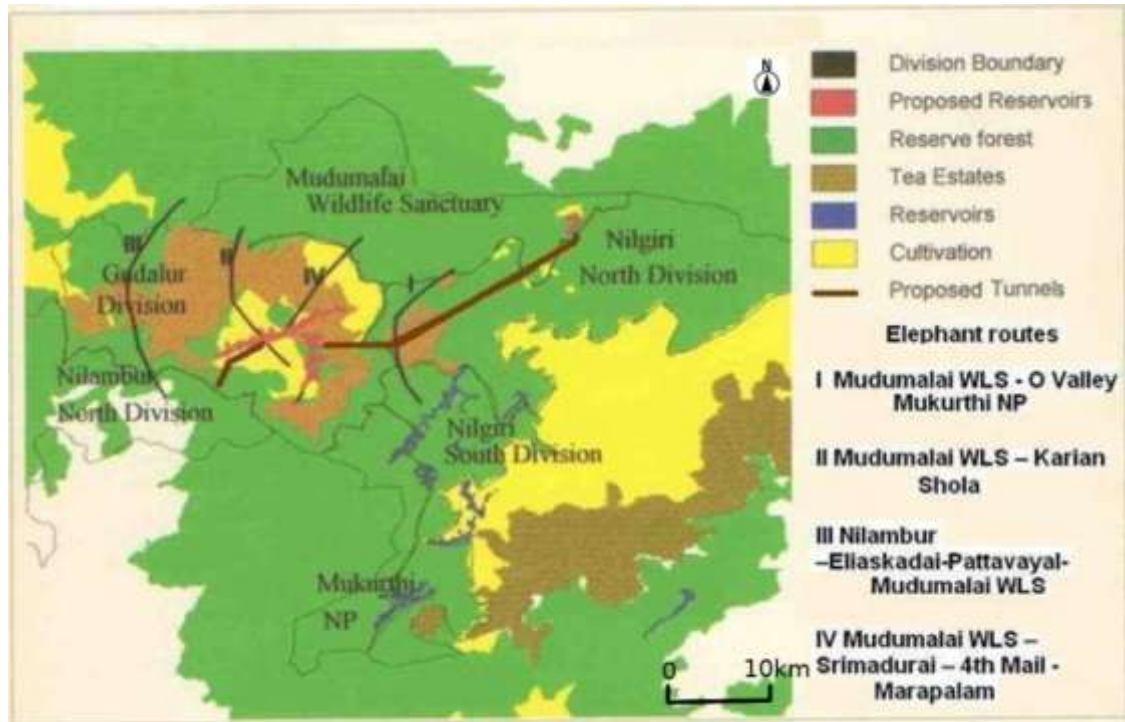 N
Division Boundary
Proposed Reservoirs
Reserve forest
Tea Estates
Reservoirs
Cultivation
Proposed Tunnels
Elephant routes
I Mudumalai WLS - O Valley
Mukurthi NP
II Mudumalai WLS – Karian
Shola
III Nilambur
–Eliaskadai-Pattavayal-
Mudumalai WLS
IV Mudumalai WLS –
Srimadurai – 4th Mail -
Marapalam
Mudumafai
Wildlife Sanctuary
III
II
IV
I
Gudalur
Division
Nilgiri
North Division
Nilambur
North Division
Nilgiri
South Division
Mukurthi
NP
0 10km